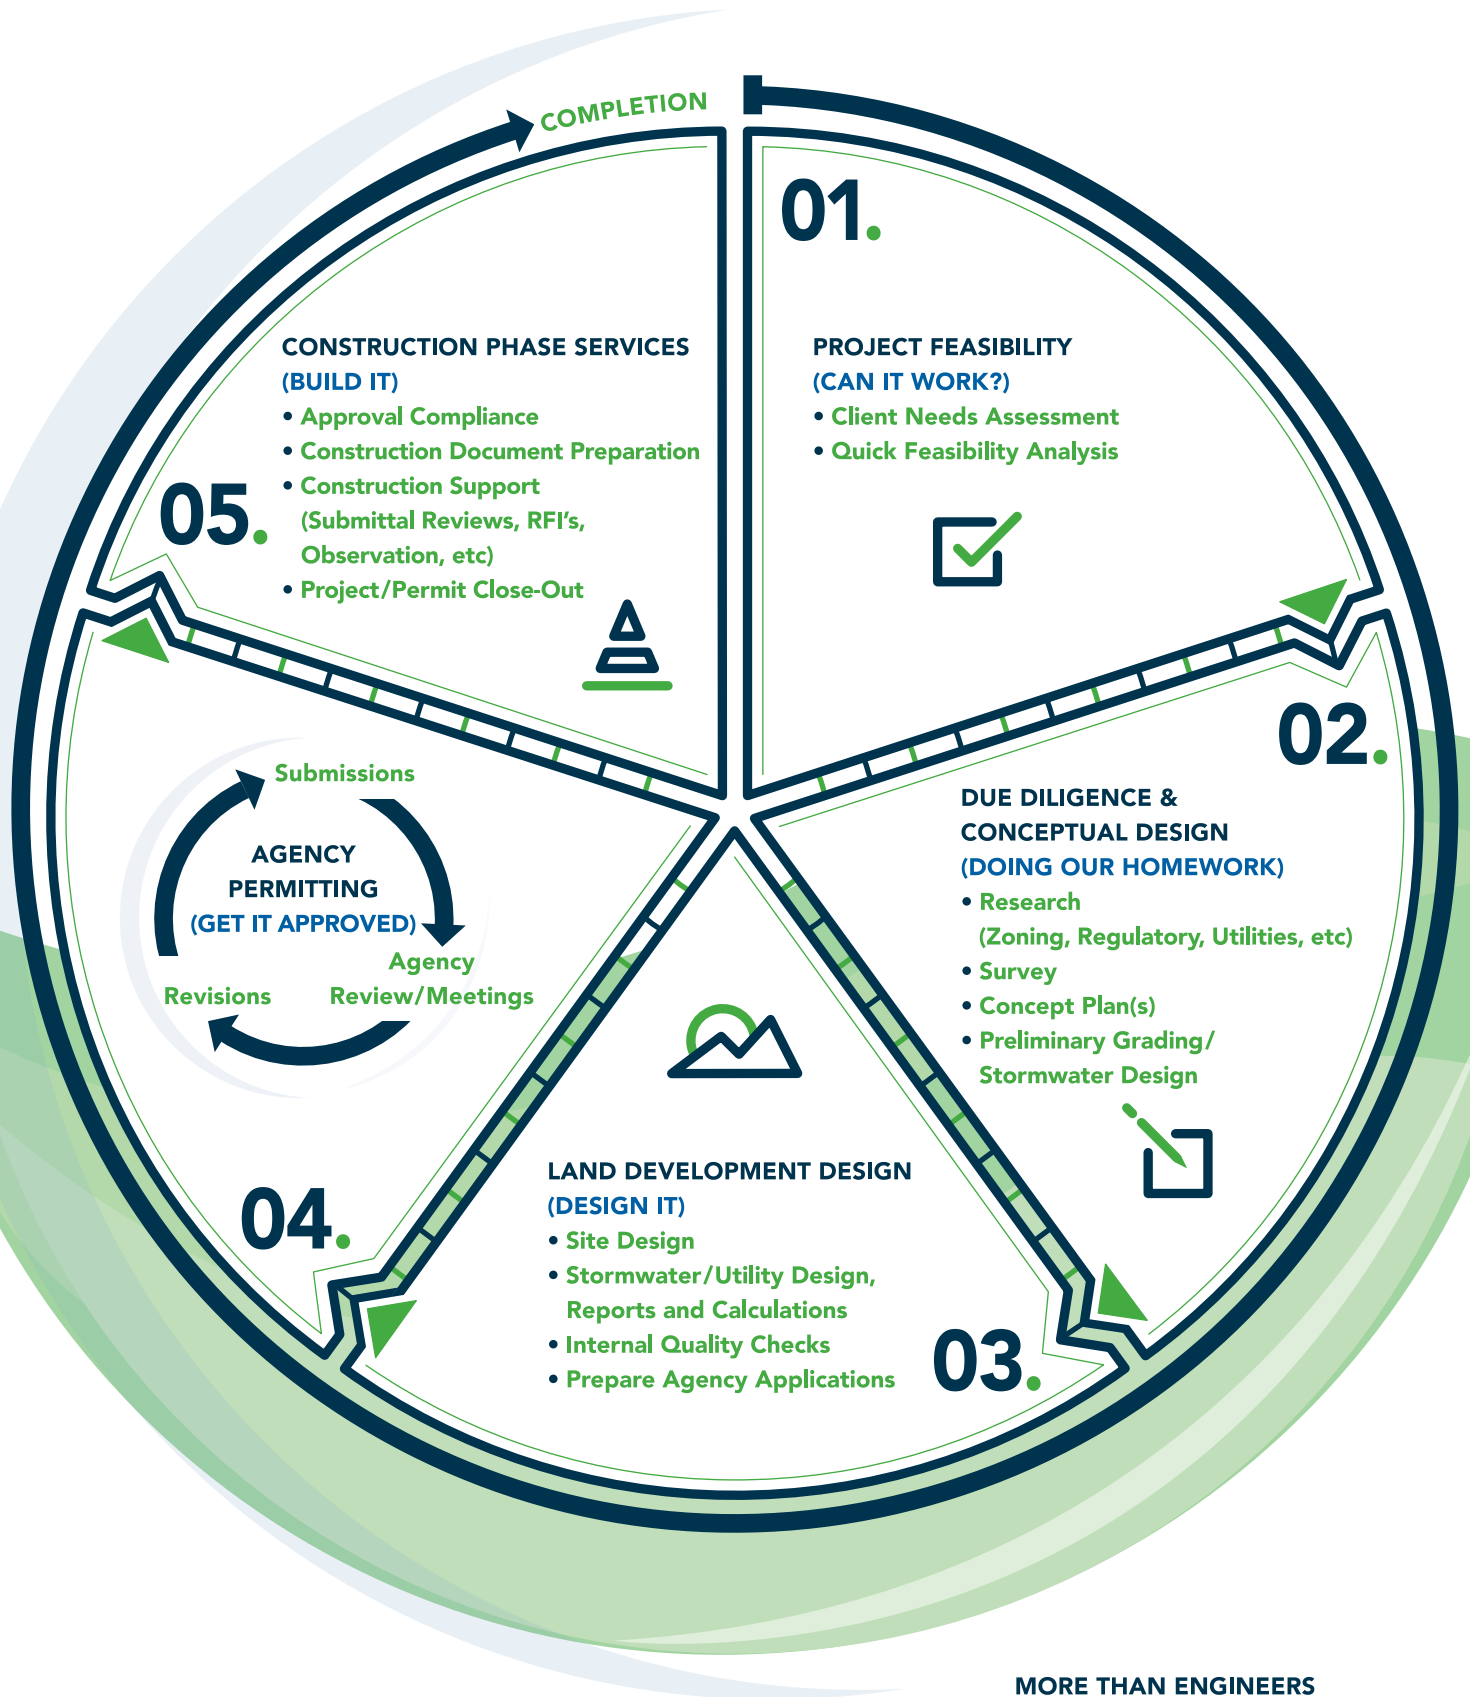 COMPLETION
01.
PROJECT FEASIBILITY
(CAN IT WORK?)
• Client Needs Assessment
• Quick Feasibility Analysis
02.
DUE DILIGENCE &
CONCEPTUAL DESIGN
(DOING OUR HOMEWORK)
• Research
(Zoning, Regulatory, Utilities, etc)
• Survey
• Concept Plan(s)
• Preliminary Grading/
Stormwater Design
03.
LAND DEVELOPMENT DESIGN
(DESIGN IT)
• Site Design
• Stormwater/Utility Design,
Reports and Calculations
• Internal Quality Checks
• Prepare Agency Applications
04.
AGENCY
PERMITTING
(GET IT APPROVED)
Submissions
Agency
Review/Meetings
Revisions
05.
CONSTRUCTION PHASE SERVICES
(BUILD IT)
• Approval Compliance
• Construction Document Preparation
• Construction Support
(Submittal Reviews, RFI's,
Observation, etc)
• Project/Permit Close-Out
MORE THAN ENGINEERS